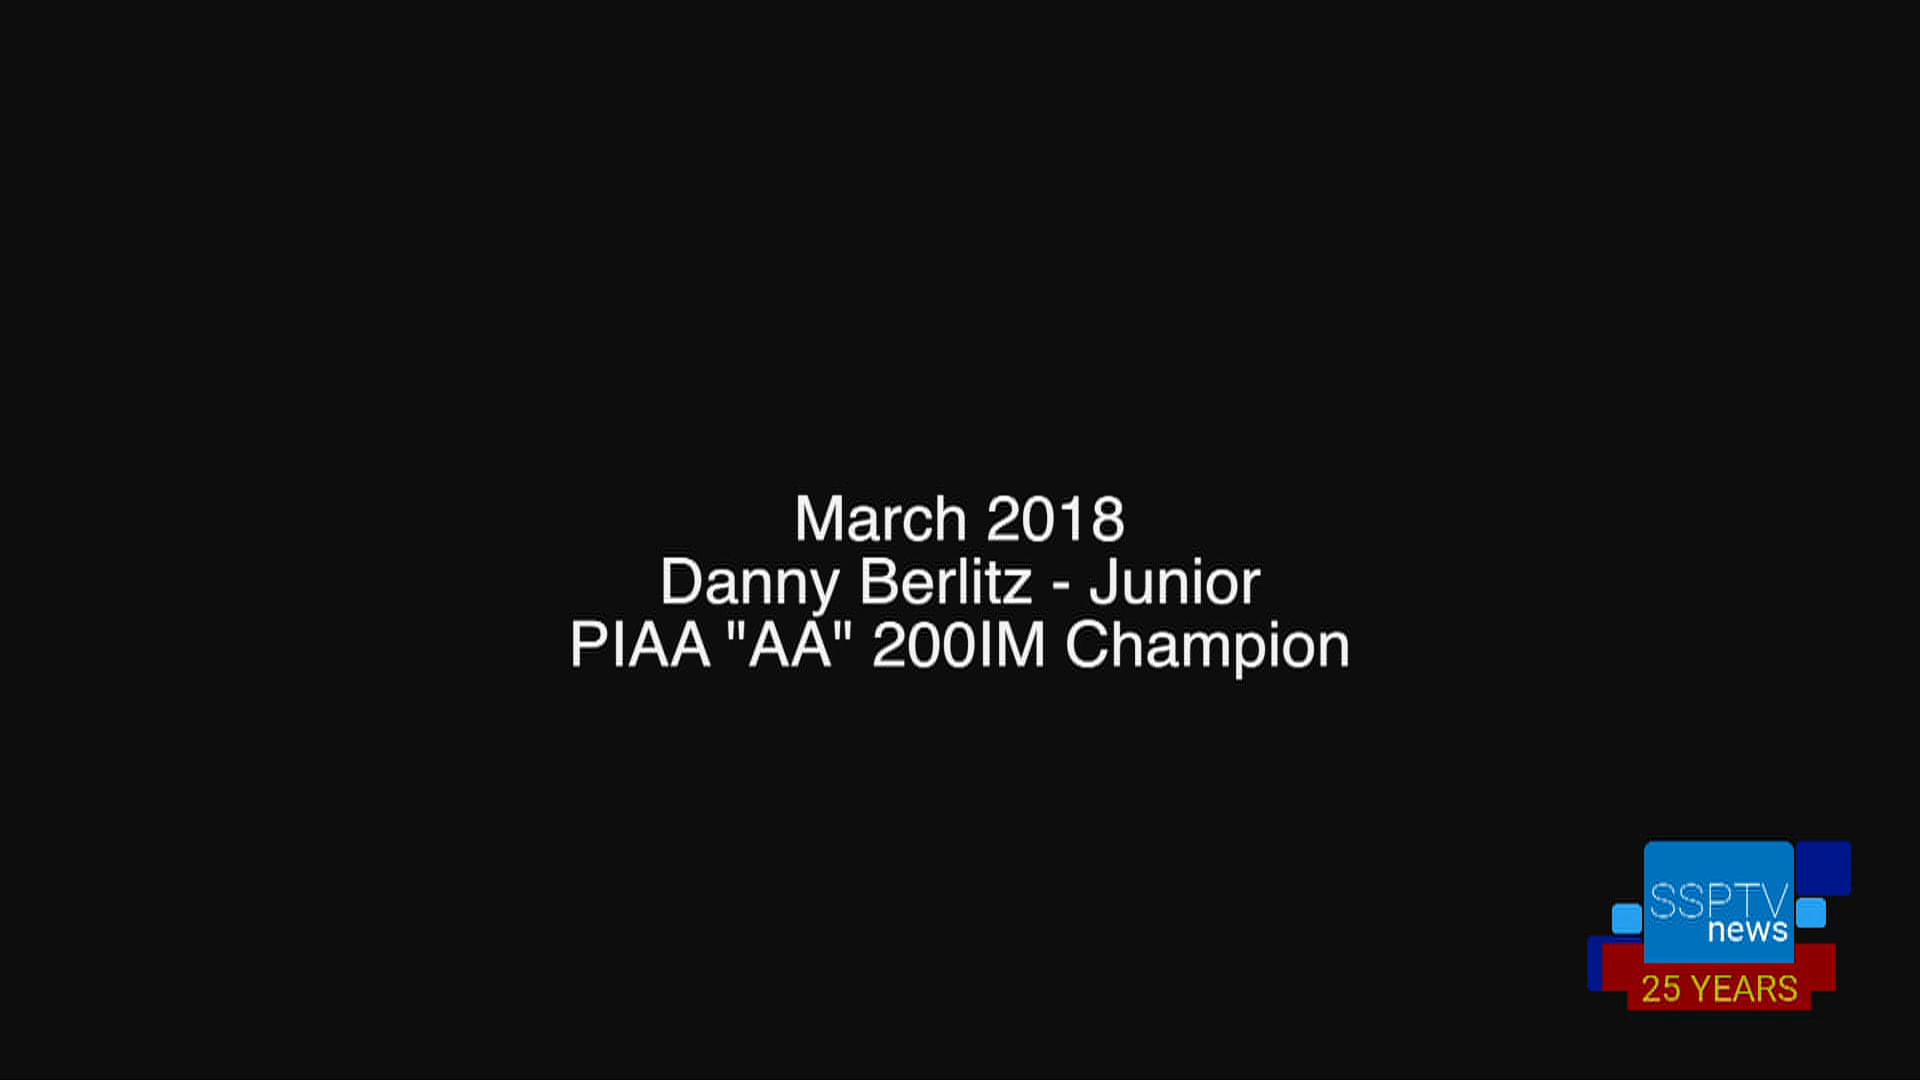 March 2018
Danny Berlitz - Junior
PIAA "AA" 200IM Champion
SSPTV
news
25 YEARS